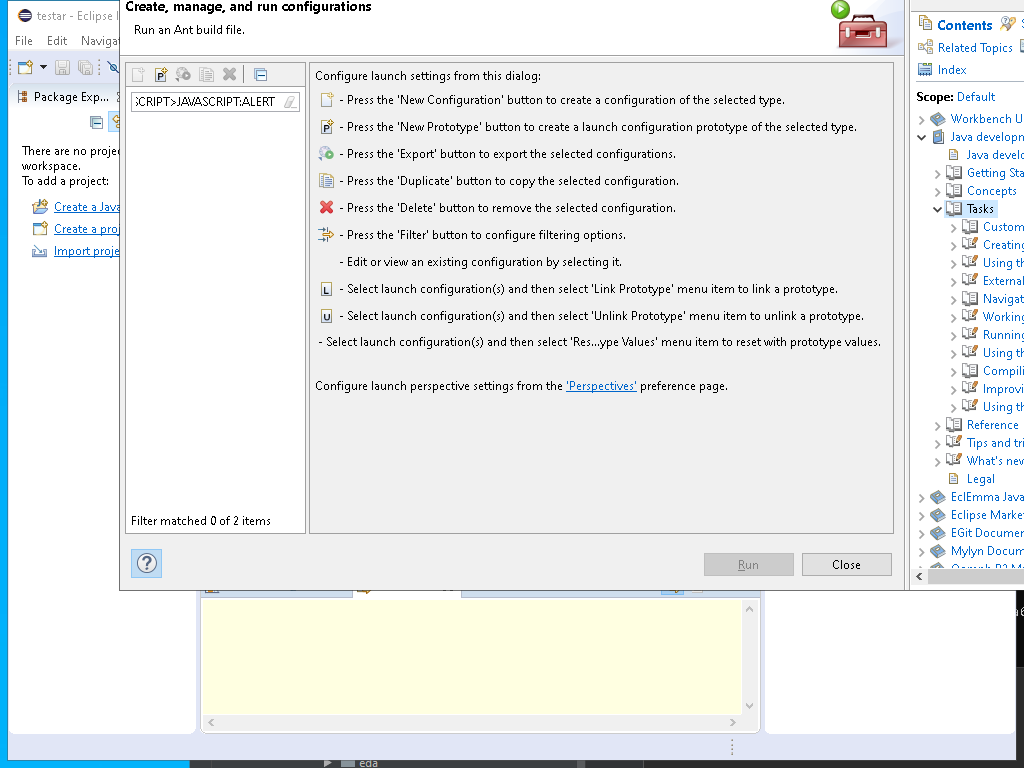 testar - Eclipse I
File Edit Naviga
Package Exp...
There are no proje
workspace.
To add a project:
Create a Java
Create a proj
Import proje
Create, manage, and run configurations
Run an Ant build file.
SCRIPT>JAVASCRIPT:ALERT
Filter matched 0 of 2 items
Configure launch settings from this dialog:
- Press the 'New Configuration' button to create a configuration of the selected type.
- Press the 'New Prototype' button to create a launch configuration prototype of the selected type.
- Press the 'Export' button to export the selected configurations.
- Press the 'Duplicate' button to copy the selected configuration.
- Press the 'Delete' button to remove the selected configuration.
- Press the 'Filter' button to configure filtering options.
- Edit or view an existing configuration by selecting it.
L - Select launch configuration(s) and then select 'Link Prototype' menu item to link a prototype.
U - Select launch configuration(s) and then select 'Unlink Prototype' menu item to unlink a prototype.
- Select launch configuration(s) and then select 'Res...ype Values' menu item to reset with prototype values.
Configure launch perspective settings from the 'Perspectives' preference page.
?
Run
Close
Contents
Related Topics
Index
Scope: Default
Workbench U
Java developm
Java develo
Getting Sta
Concepts
Tasks
Custom
Creating
Using th
External
Navigat
Working
Running
Using th
Compili
Improvi
Using th
Reference
Tips and tri
What's new
Legal
EclEmma Java
Eclipse Market
EGit Documen
Mylyn Docum
eda